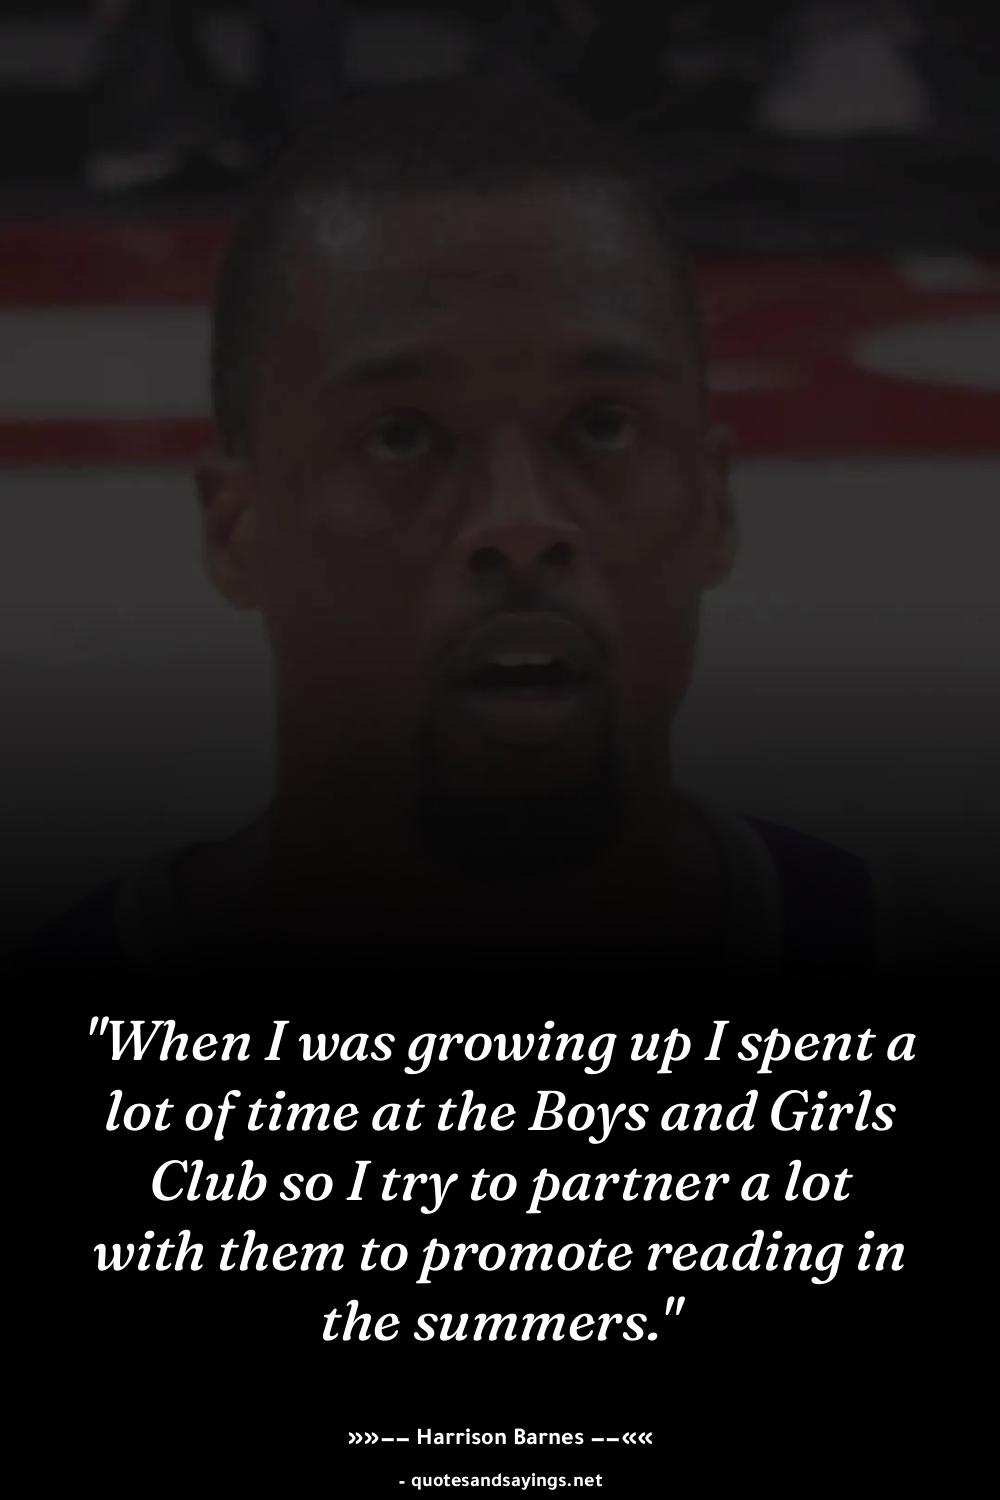 "When I was growing up I spent a
lot of time at the Boys and Girls
Club so I try to partner a lot
with them to promote reading in
the summers."
»»–– Harrison Barnes ––««
- quotesandsayings.net